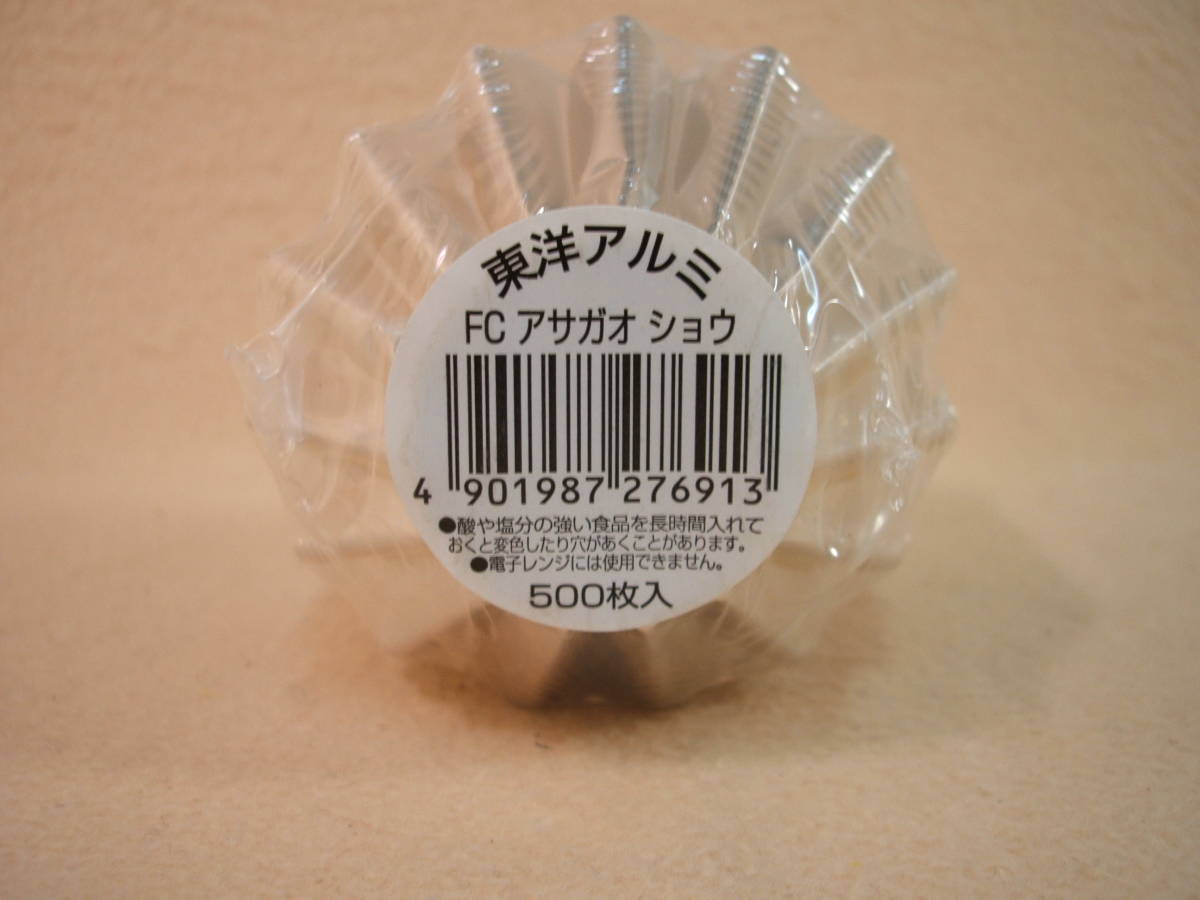 東洋アルミ
FC アサガオ ショウ
4 901987 276913
●酸や塩分の強い食品を長時間入れて
おくと変色したり穴があくことがあります。
●電子レンジには使用できません。
500枚入